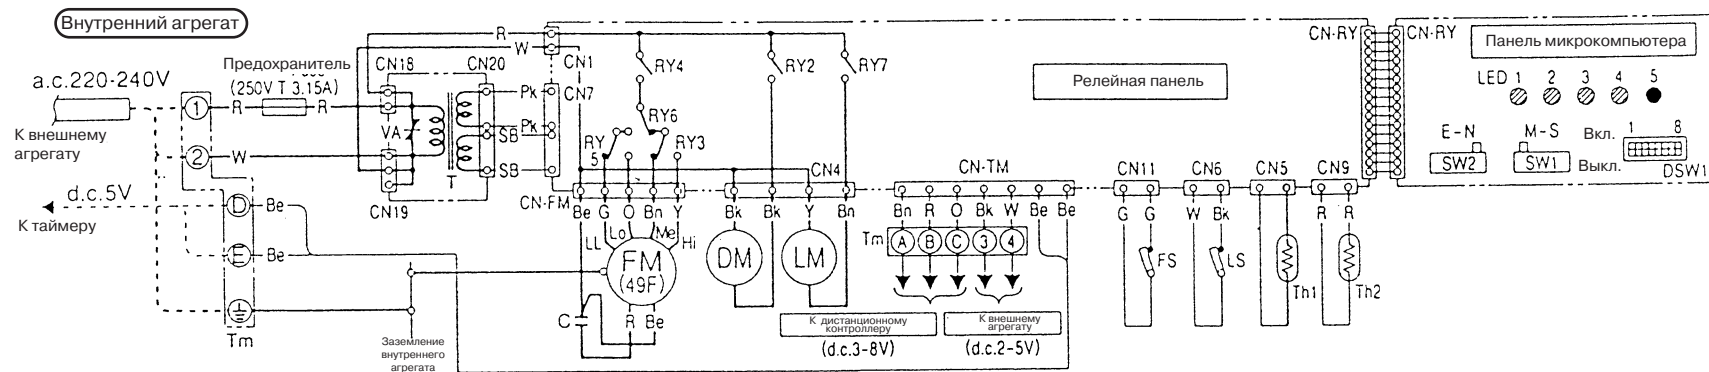 Внутренний агрегат
a.c.220-240V
К внешнему
агрегату
d.c.5V
К таймеру
Предохранитель
(250V T 3.15A)
1
R
R
2
W
D
Be
E
Be
Tm
Заземление
внутреннего
агрегата
CN18
CN20
R
W
CN1
VA
Pk
CN7
Pk
SB
SB
T
CN19
CN-FM
RY4
RY6
RY
5
RY3
RY2
RY7
Be
G
O
Bn
Y
LL
Lo
Me
Hi
FM
(49F)
C
R
Be
CN4
Bk
Bk
Y
Bn
DM
LM
Релейная панель
CN-TM
Bn
R
O
Bk
W
Be
Be
Tm
A
B
C
3
4
К дистанционному
контроллеру
(d.c.3-8V)
К внешнему
агрегату
(d.c.2-5V)
CN11
G
G
FS
CN6
W
Bk
LS
CN5
Th1
CN9
R
R
Th2
CN-RY
CN-RY
Панель микрокомпьютера
LED
1
2
3
4
5
E-N
SW2
M-S
SW1
Вкл.
Выкл.
1
8
DSW1